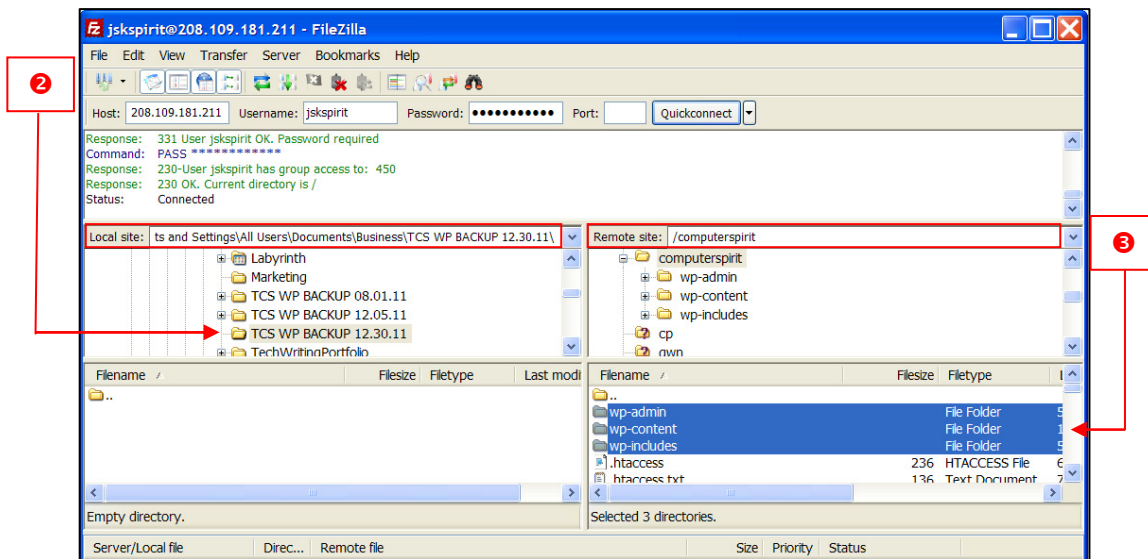 jskspirit@208.109.181.211 - FileZilla
File Edit View Transfer Server Bookmarks Help
❷
Host: 208.109.181.211 Username: jskspirit Password: ●●●●●●●●●●● Port: Quickconnect
Response: 331 User jskspirit OK. Password required
Command: PASS ************
Response: 230-User jskspirit has group access to: 450
Response: 230 OK. Current directory is /
Status: Connected
Local site: ts and Settings\All Users\Documents\Business\TCS WP BACKUP 12.30.11\
Labyrinth
Marketing
TCS WP BACKUP 08.01.11
TCS WP BACKUP 12.05.11
TCS WP BACKUP 12.30.11
TechWritingPortfolio
Remote site: /computerspirit
❸
computerspirit
wp-admin
wp-content
wp-includes
cp
Filename Filesize Filetype Last modi
..
Empty directory.
Filename Filesize Filetype
..
wp-admin File Folder 5
wp-content File Folder 1
wp-includes File Folder 5
.htaccess 236 HTACCESS File 6
htaccess.txt 136 Text Document 7
Selected 3 directories.
Server/Local file Direc... Remote file Size Priority Status